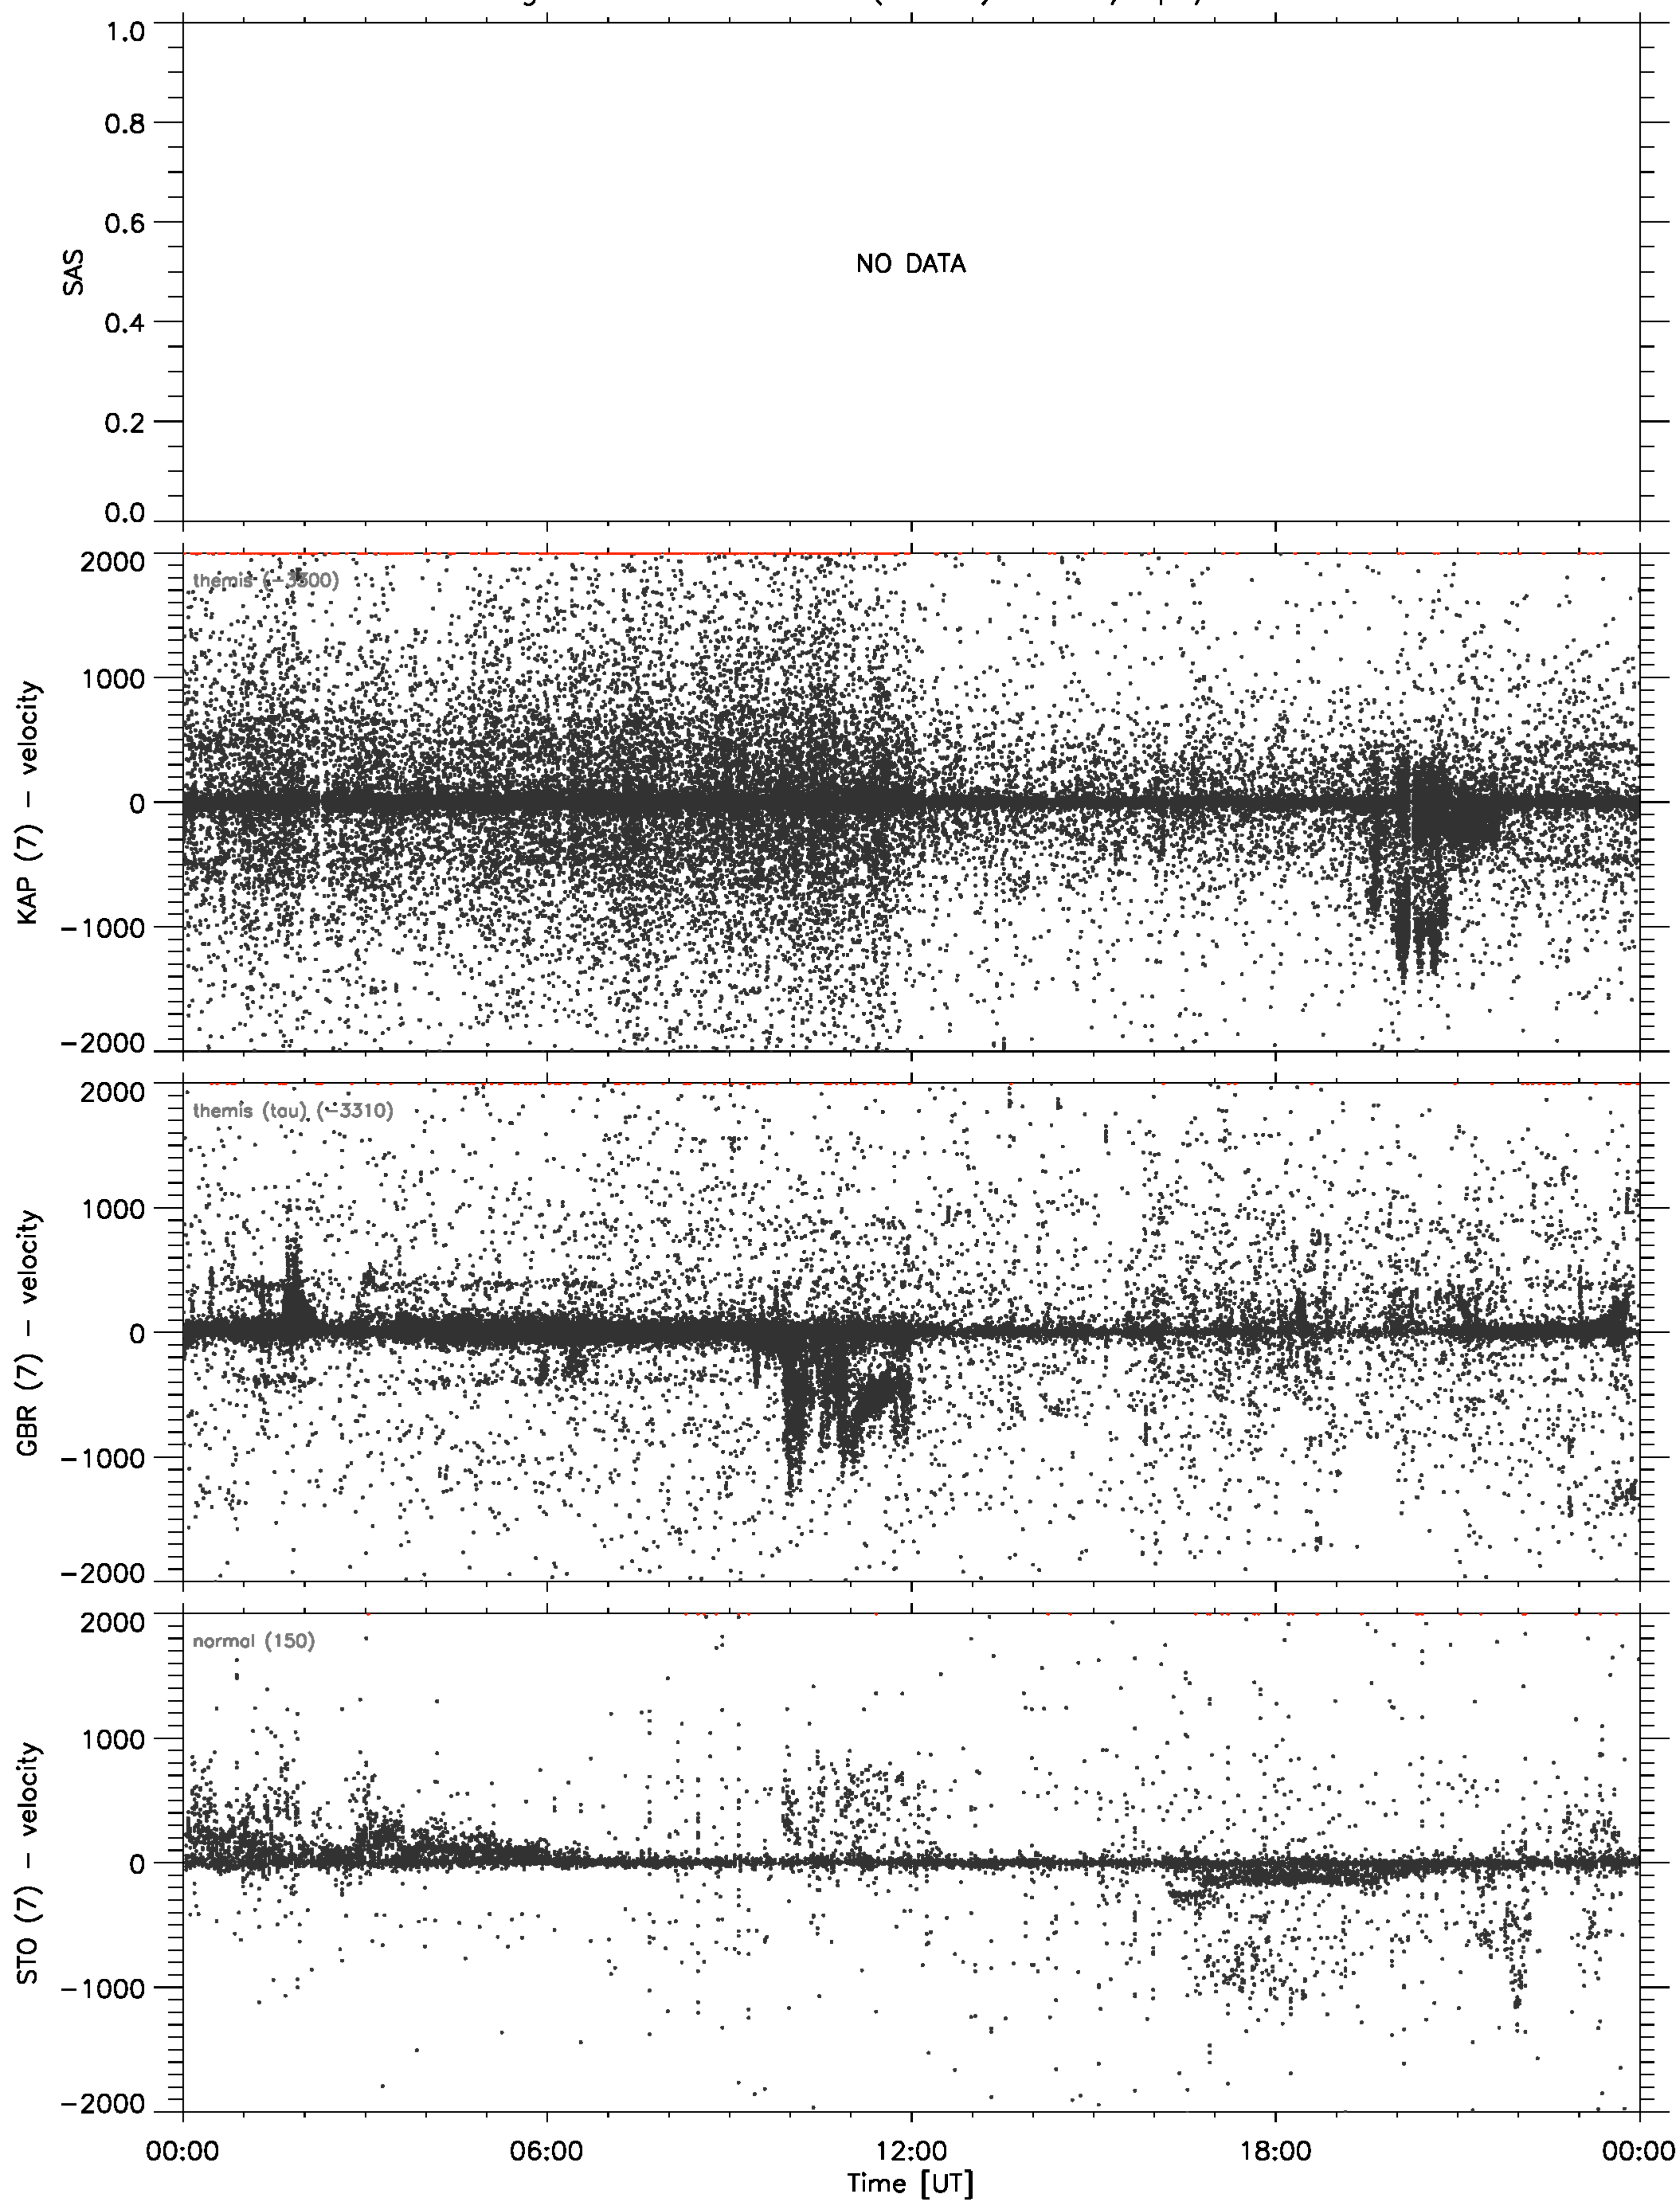 1.0
0.8
0.6
0.4
0.2
0.0
SAS
NO DATA
2000
1000
0
-1000
-2000
KAP (7) - velocity
themis (-3300)
2000
1000
0
-1000
-2000
GBR (7) - velocity
themis (tau) (-3310)
2000
1000
0
-1000
-2000
STO (7) - velocity
normal (150)
00:00 06:00 12:00 18:00 00:00
Time [UT]